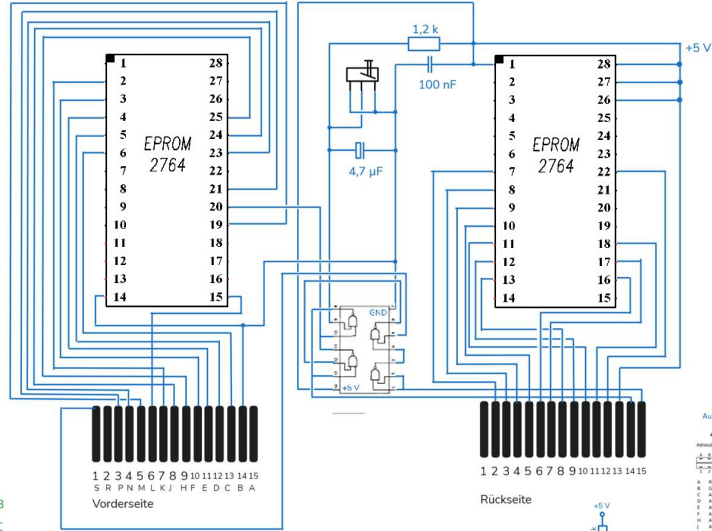 1,2 k
+5 V
100 nF
4,7 µF
EPROM
2764
1 28
2 27
3 26
4 25
5 24
6 23
7 22
8 21
9 20
10 19
11 18
12 17
13 16
14 15
EPROM
2764
1 28
2 27
3 26
4 25
5 24
6 23
7 22
8 21
9 20
10 19
11 18
12 17
13 16
14 15
GND
+5 V
1 2 3 4 5 6 7 8 9 10 11 12 13 14 15
S R P N M L K J H F E D C B A
Vorderseite
1 2 3 4 5 6 7 8 9 10 11 12 13 14 15
Rückseite
+5 V
Au